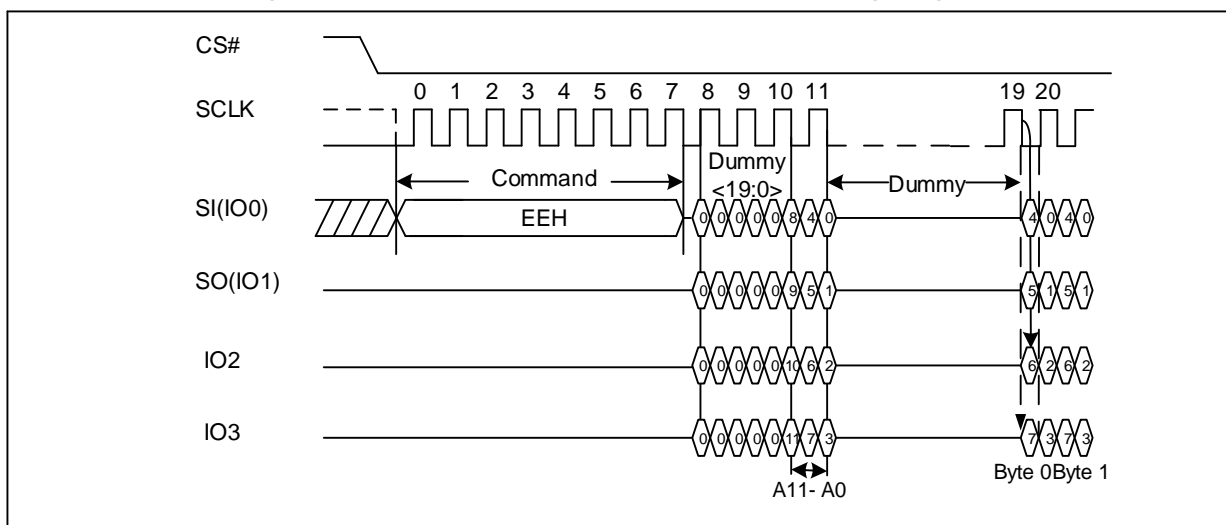 CS#
0 1 2 3 4 5 6 7 8 9 10 11 19 20
SCLK
Command
Dummy
<19:0>
Dummy
SI(IO0)
EEH
0 0 0 0 0 8 4 0
4 0 4 0
SO(IO1)
0 0 0 0 0 9 5 1
5 1 5 1
IO2
0 0 0 0 0 10 6 2
6 2 6 2
IO3
0 0 0 0 0 11 7 3
7 3 7 3
A11- A0
Byte 0 Byte 1